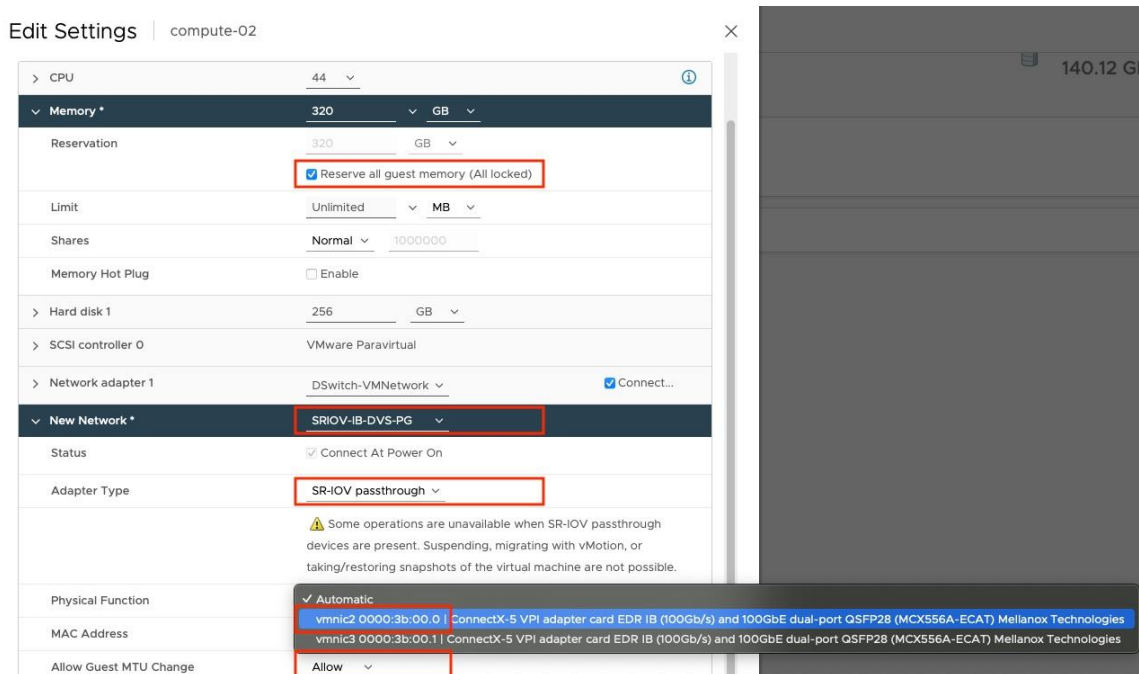 Edit Settings compute-02
140.12 G
CPU 44
Memory * 320 GB
Reservation 320 GB
Reserve all guest memory (All locked)
Limit Unlimited MB
Shares Normal 1000000
Memory Hot Plug Enable
Hard disk 1 256 GB
SCSI controller 0 VMware Paravirtual
Network adapter 1 DSwitch-VMNetwork Connect...
New Network * SRIOV-IB-DVS-PG
Status Connect At Power On
Adapter Type SR-IOV passthrough
Some operations are unavailable when SR-IOV passthrough
devices are present. Suspending, migrating with vMotion, or
taking/restoring snapshots of the virtual machine are not possible.
Physical Function Automatic
vmnic2 0000:3b:00.0 | ConnectX-5 VPI adapter card EDR IB (100Gb/s) and 100GbE dual-port QSFP28 (MCX556A-ECAT) Mellanox Technologies
MAC Address vmnic3 0000:3b:00.1 | ConnectX-5 VPI adapter card EDR IB (100Gb/s) and 100GbE dual-port QSFP28 (MCX556A-ECAT) Mellanox Technologies
Allow Guest MTU Change Allow